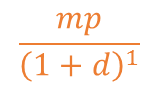 mp
(1 + d)¹